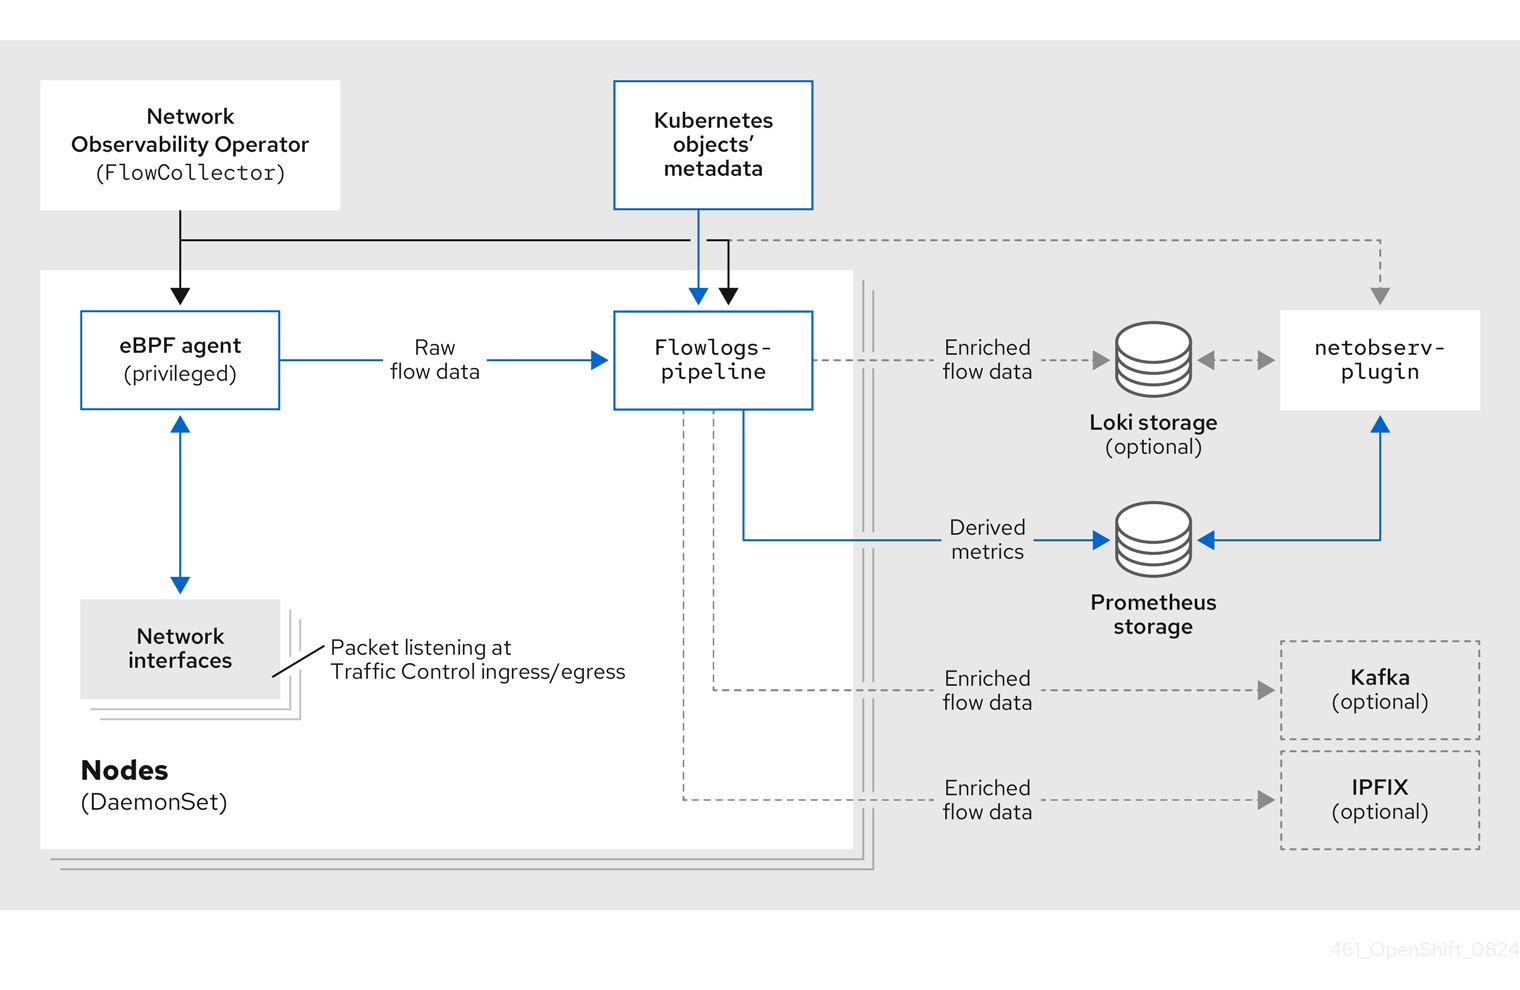 Network
Observability Operator
(FlowCollector)
Kubernetes
objects’
metadata
eBPF agent
(privileged)
Raw
flow data
Flowlogs-
pipeline
Enriched
flow data
Loki storage
(optional)
netobserv-
plugin
Derived
metrics
Prometheus
storage
Network
interfaces
Packet listening at
Traffic Control ingress/egress
Enriched
flow data
Kafka
(optional)
Nodes
(DaemonSet)
Enriched
flow data
IPFIX
(optional)
461_OpenShift_0824